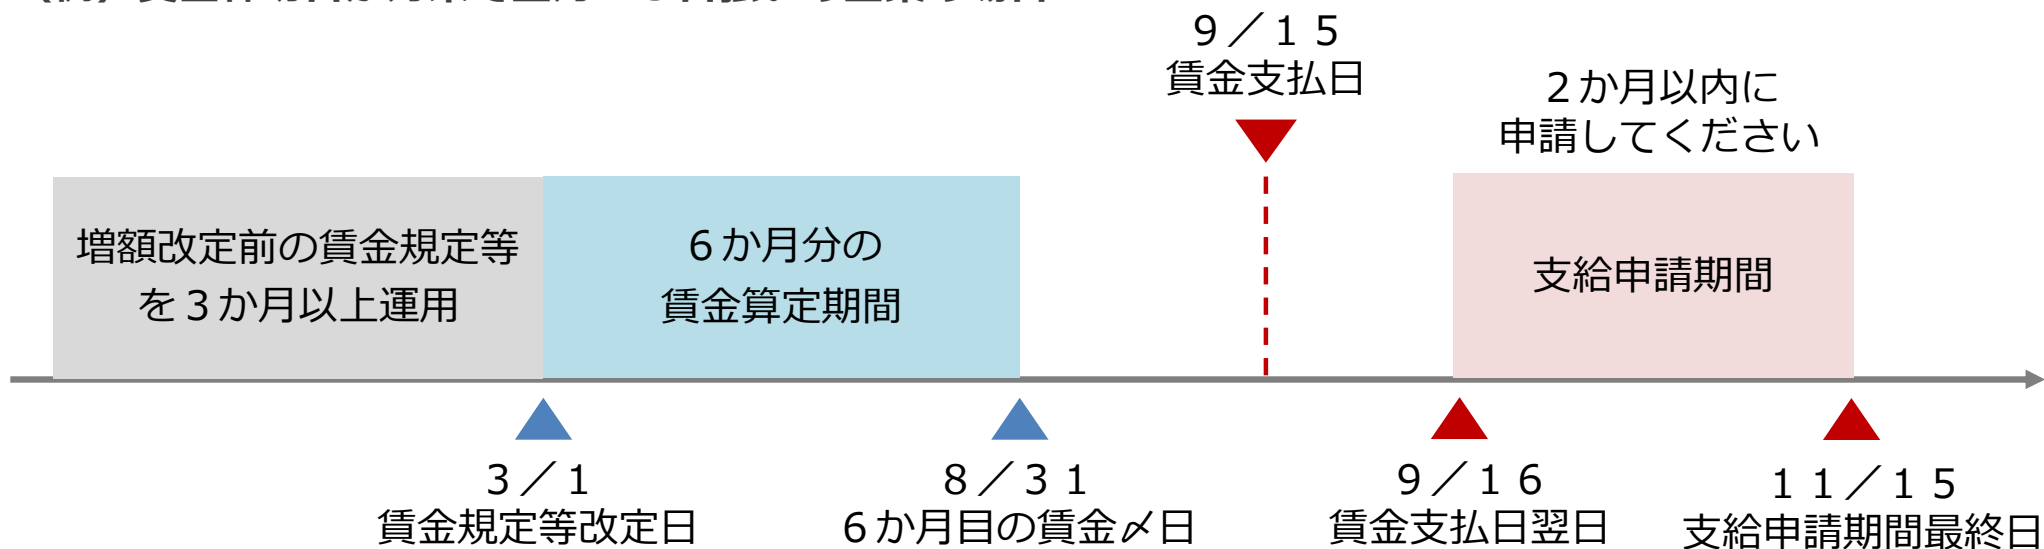 ９／１５
賃金支払日
２か月以内に
申請してください
増額改定前の賃金規定等
を３か月以上運用
６か月分の
賃金算定期間
支給申請期間
３／１
賃金規定等改定日
８／３１
６か月目の賃金〆日
９／１６
賃金支払日翌日
１１／１５
支給申請期間最終日